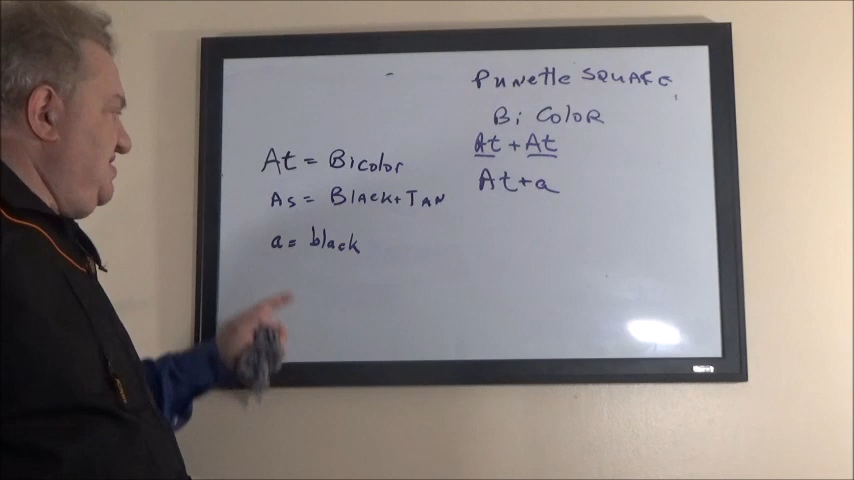 Punette SQUARE
Bi COLOR
At + At
At + a
At = Bicolor
As = Black + TAN
a = black